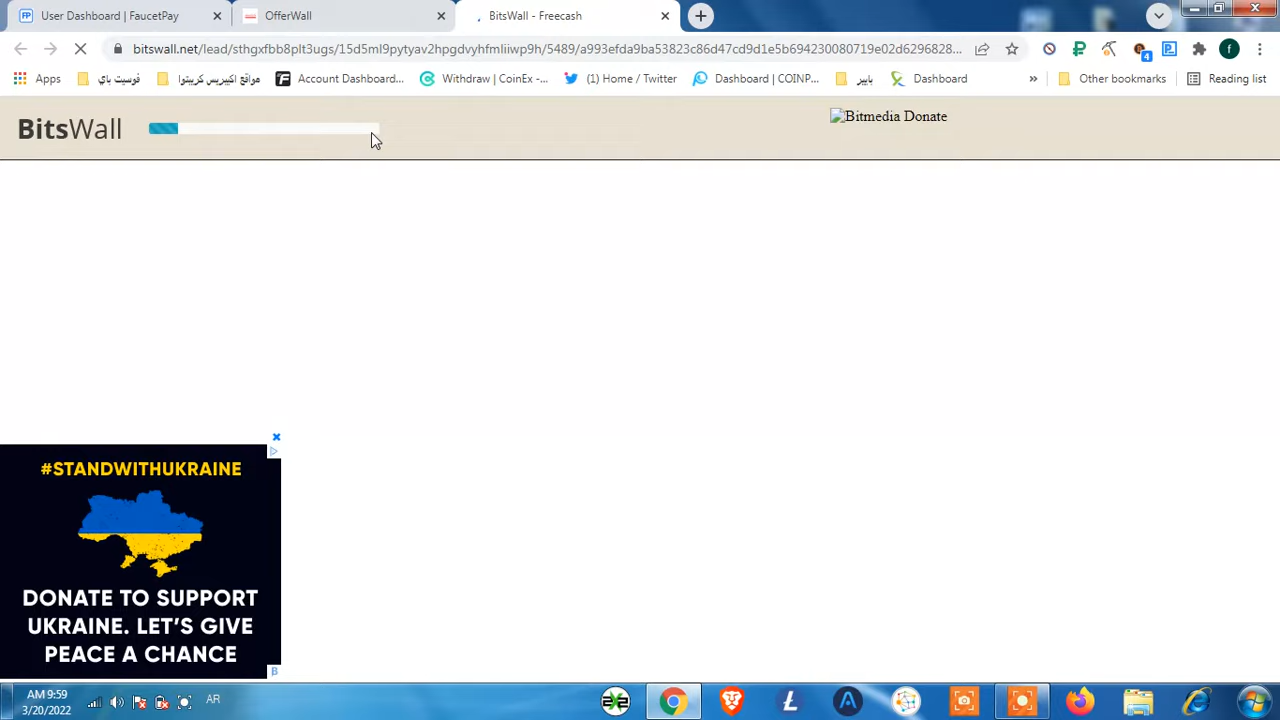 User Dashboard | FaucetPay
OfferWall
BitsWall - Freecash
bitswall.net/lead/sthgxfbb8plt3ugs/15d5ml9pytyav2hpgdvyhfmliiwp9h/5489/a993efda9ba53823c86d47cd9d1e5b694230080719e02d6296828...
Apps
فوسيت باي
مواقع اكسبريس كريبتوا
Account Dashboard...
Withdraw | CoinEx -...
(1) Home / Twitter
Dashboard | COINP...
بايير
Dashboard
»
Other bookmarks
Reading list
4
f
BitsWall
Bitmedia Donate
#STANDWITHUKRAINE
DONATE TO SUPPORT
UKRAINE. LET'S GIVE
PEACE A CHANCE
B
AM 9:59
3/20/2022
AR